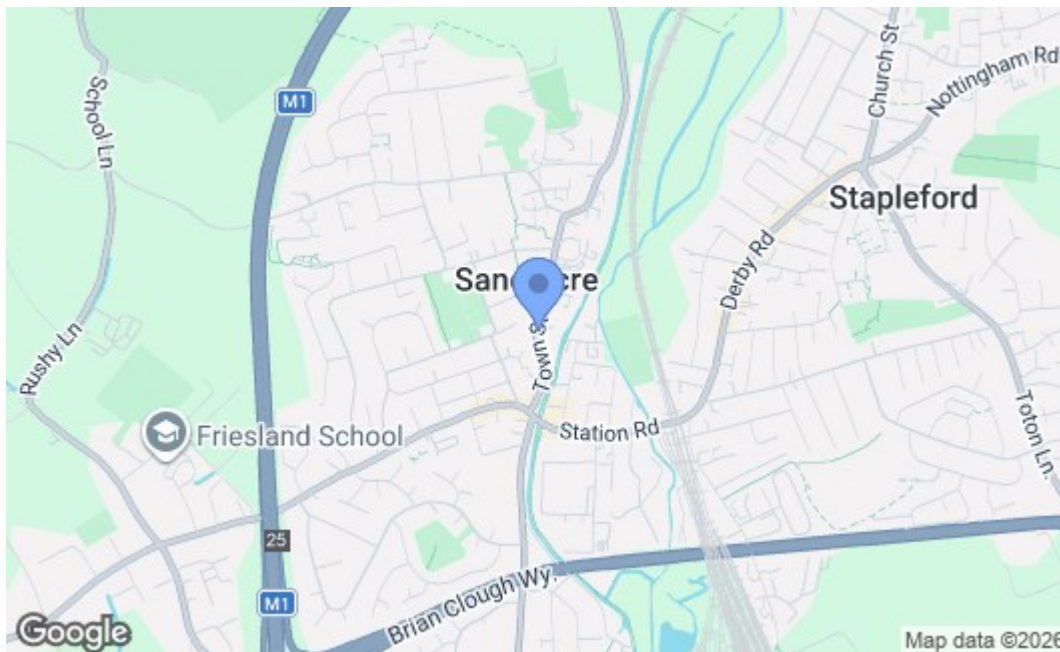 School Ln
M1
Church St
Nottingham Rd
Stapleford
Derby Rd
Town S
Rushy Ln
Friesland School
Station Rd
Toton Ln.
25
M1
Brian Clough Wy.
Google
Map data ©2026